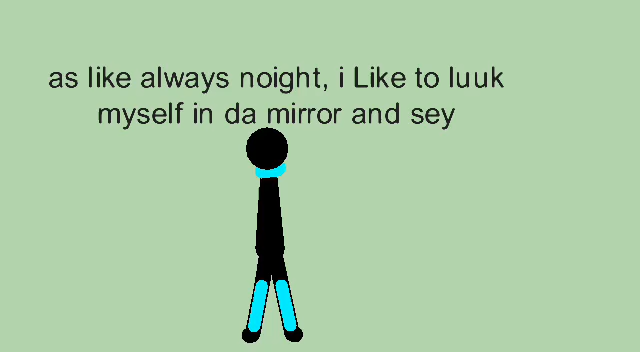 as like always noight, i Like to luuk
myself in da mirror and sey